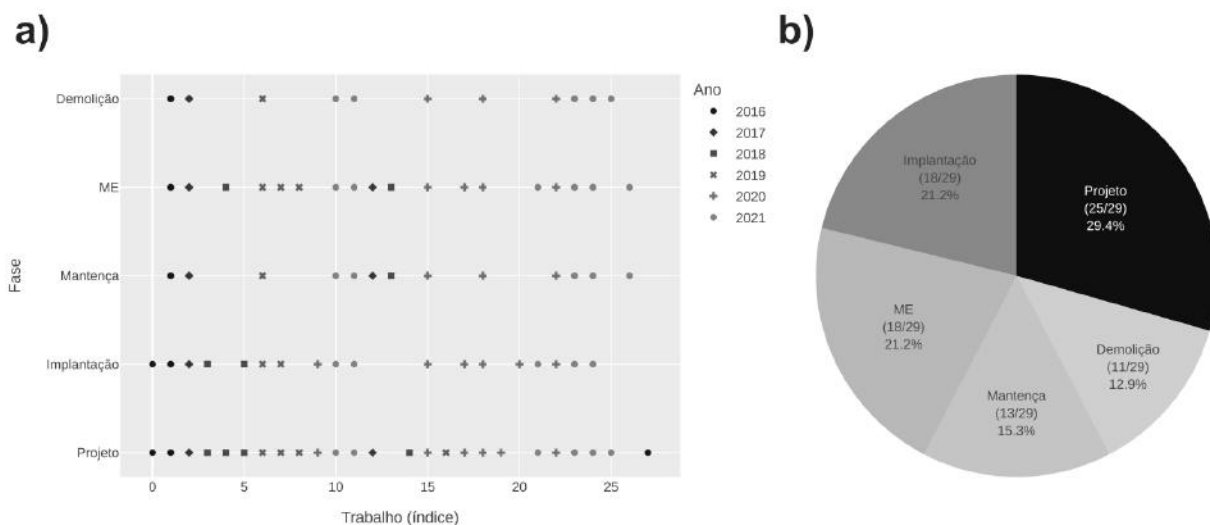 a)
b)
Demolição
ME
Mantença
Implantação
Projeto
Fase
0 5 10 15 20 25
Trabalho (índice)
Ano
2016
2017
2018
2019
2020
2021
Implantação
(18/29)
21.2%
Projeto
(25/29)
29.4%
ME
(18/29)
21.2%
Demolição
(11/29)
12.9%
Mantença
(13/29)
15.3%